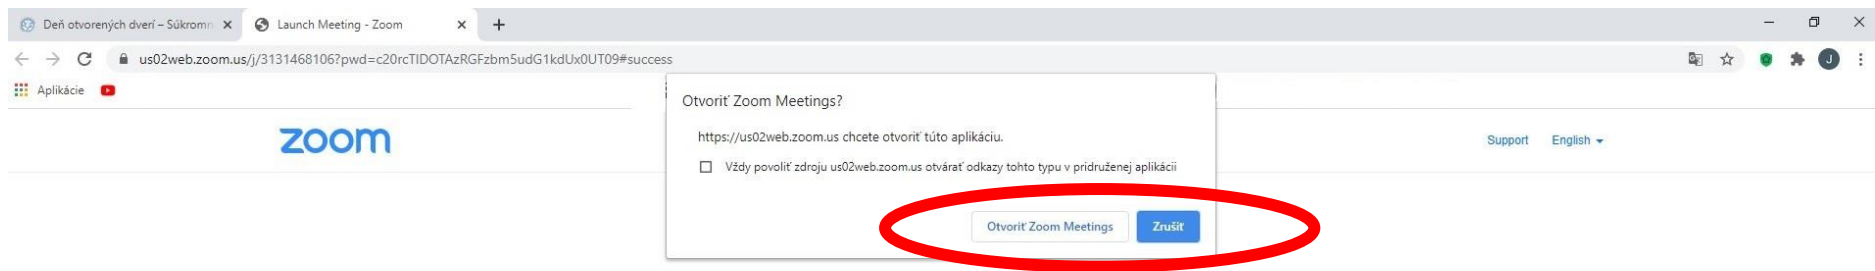 Deň otvorených dverí – Súkromn
Launch Meeting - Zoom
us02web.zoom.us/j/3131468106?pwd=c20rcTlDOTAzRGFzbm5udG1kdUx0UT09#success
J
Aplikácie
Otvoriť Zoom Meetings?
https://us02web.zoom.us chcete otvoriť túto aplikáciu.
Vždy povoliť zdroju us02web.zoom.us otvárať odkazy tohto typu v pridruženej aplikácii
Otvoriť Zoom Meetings Zrušiť
zoom
Support English